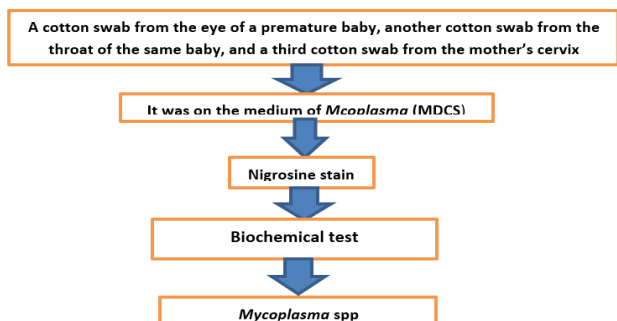 A cotton swab from the eye of a premature baby, another cotton swab from the
throat of the same baby, and a third cotton swab from the mother's cervix
It was on the medium of Mcoplasma (MDCS)
Nigrosine stain
Biochemical test
Mycoplasma spp